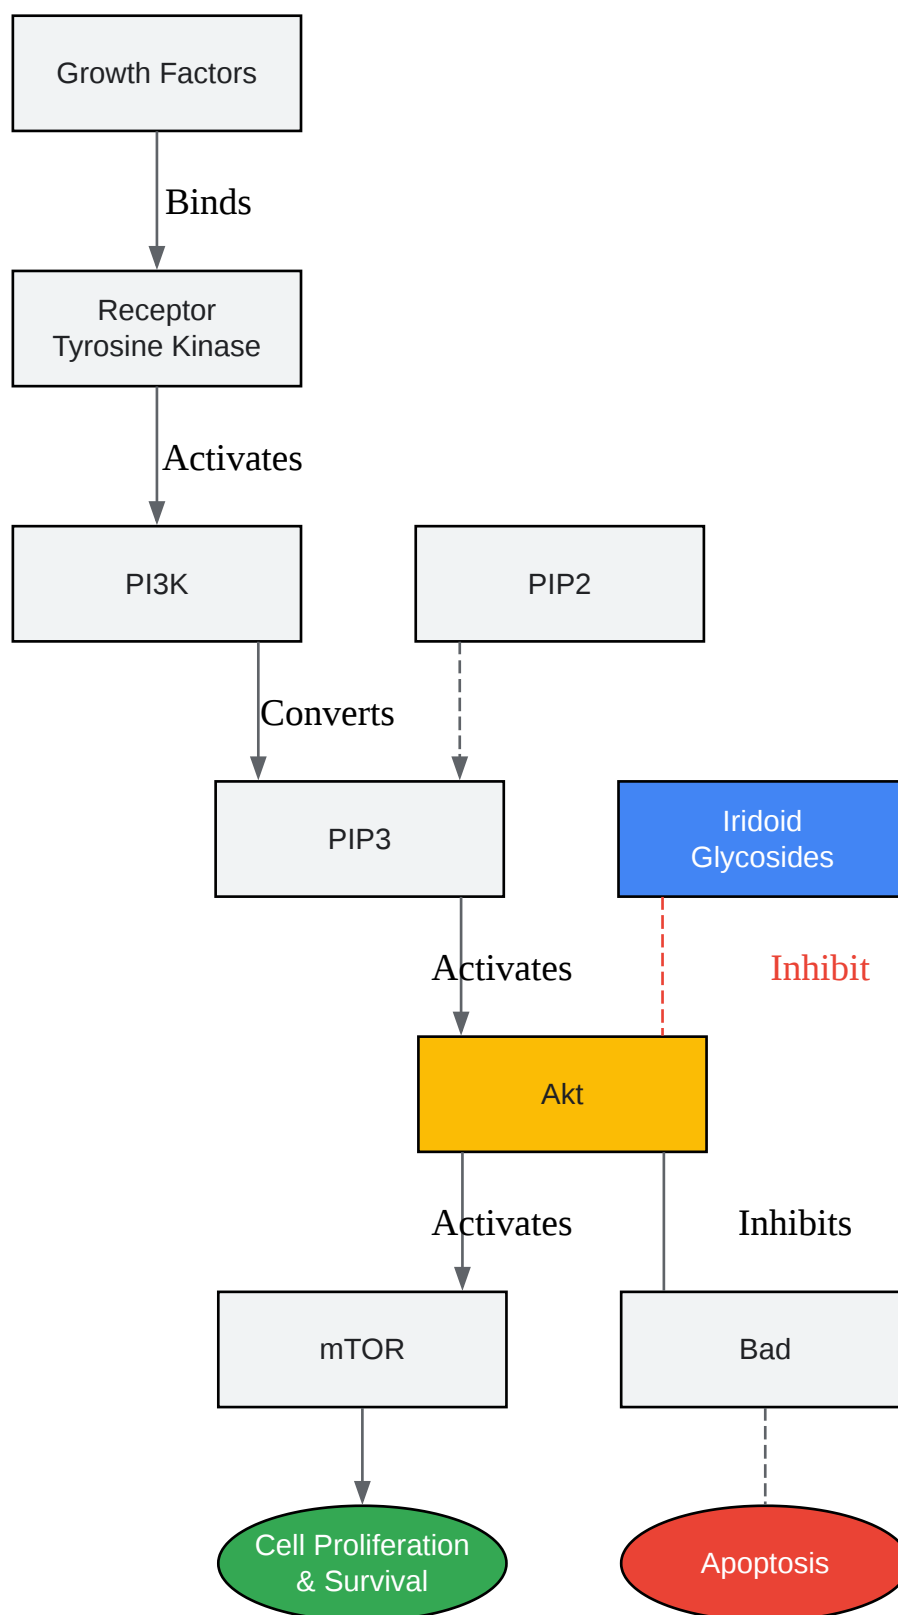 Growth Factors
Binds
Receptor
Tyrosine Kinase
Activates
PI3K
PIP2
Converts
PIP3
Iridoid
Glycosides
Activates
Inhibit
Akt
Activates
Inhibits
mTOR
Bad
Cell Proliferation
& Survival
Apoptosis